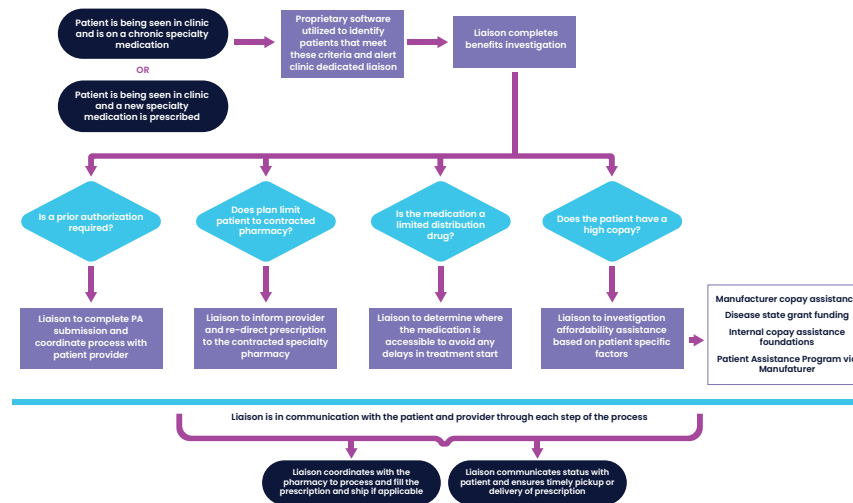 Patient is being seen in clinic
and is on a chronic specialty
medication
OR
Patient is being seen in clinic
and a new specialty
medication is prescribed
Proprietary software
utilized to identify
patients that meet
these criteria and alert
clinic dedicated liaison
Liaison completes
benefits investigation
Is a prior authorization
required?
Does plan limit
patient to contracted
pharmacy?
Is the medication a
limited distribution
drug?
Does the patient have a
high copay?
Liaison to complete PA
submission and
coordinate process with
patient provider
Liaison to inform provider
and re-direct prescription
to the contracted specialty
pharmacy
Liaison to determine where
the medication is
accessible to avoid any
delays in treatment start
Liaison to investigation
affordability assistance
based on patient specific
factors
Manufacturer copay assistanc
Disease state grant funding
Internal copay assistance
foundations
Patient Assistance Program via
Manufaturer
Liaison is in communication with the patient and provider through each step of the process
Liaison coordinates with the
pharmacy to process and fill the
prescription and ship if applicable
Liaison communicates status with
patient and ensures timely pickup or
delivery of prescription